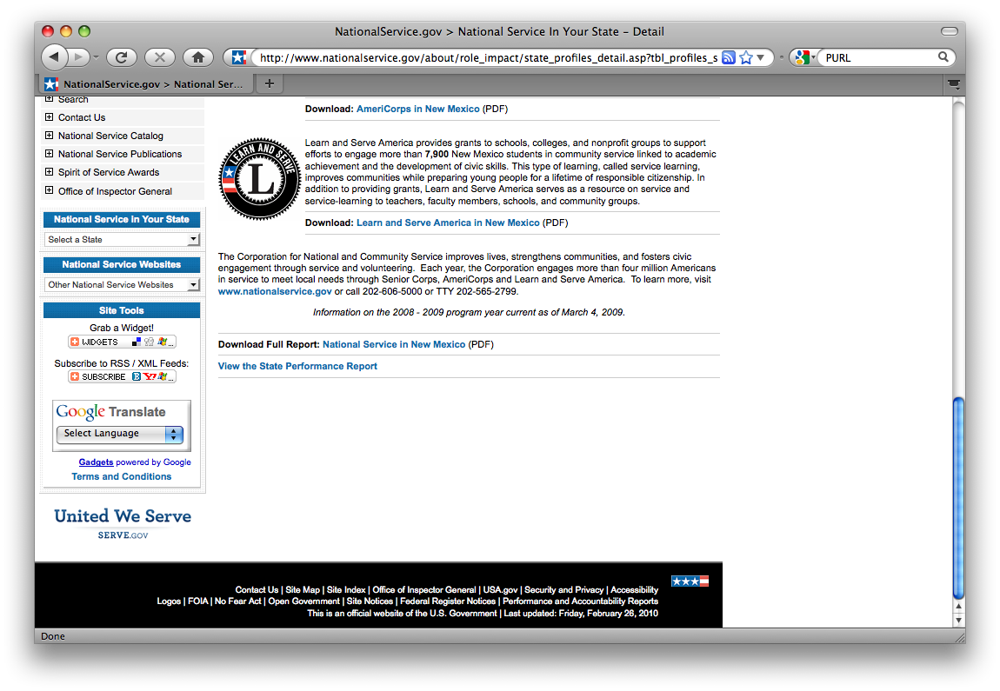 NationalService.gov > National Service In Your State – Detail
http://www.nationalservice.gov/about/role_impact/state_profiles_detail.asp?tbl_profiles_s
PURL
NationalService.gov > National Ser...
Search
Contact Us
National Service Catalog
National Service Publications
Spirit of Service Awards
Office of Inspector General
National Service In Your State
Select a State
National Service Websites
Other National Service Websites
Site Tools
Grab a Widget!
WIDGETS
Subscribe to RSS / XML Feeds:
SUBSCRIBE
Google Translate
Select Language
Gadgets powered by Google
Terms and Conditions
United We Serve
SERVE.GOV
Download: AmeriCorps in New Mexico (PDF)
LEARN AND SERVE
L
Learn and Serve America provides grants to schools, colleges, and nonprofit groups to support
efforts to engage more than 7,900 New Mexico students in community service linked to academic
achievement and the development of civic skills. This type of learning, called service learning,
improves communities while preparing young people for a lifetime of responsible citizenship. In
addition to providing grants, Learn and Serve America serves as a resource on service and
service-learning to teachers, faculty members, schools, and community groups.
Download: Learn and Serve America in New Mexico (PDF)
The Corporation for National and Community Service improves lives, strengthens communities, and fosters civic
engagement through service and volunteering.  Each year, the Corporation engages more than four million Americans
in service to meet local needs through Senior Corps, AmeriCorps and Learn and Serve America.  To learn more, visit
www.nationalservice.gov or call 202-606-5000 or TTY 202-565-2799.
Information on the 2008 - 2009 program year current as of March 4, 2009.
Download Full Report: National Service in New Mexico (PDF)
View the State Performance Report
Contact Us | Site Map | Site Index | Office of Inspector General | USA.gov | Security and Privacy | Accessibility
Logos | FOIA | No Fear Act | Open Government | Site Notices | Federal Register Notices | Performance and Accountability Reports
This is an official website of the U.S. Government | Last updated: Friday, February 26, 2010
Done